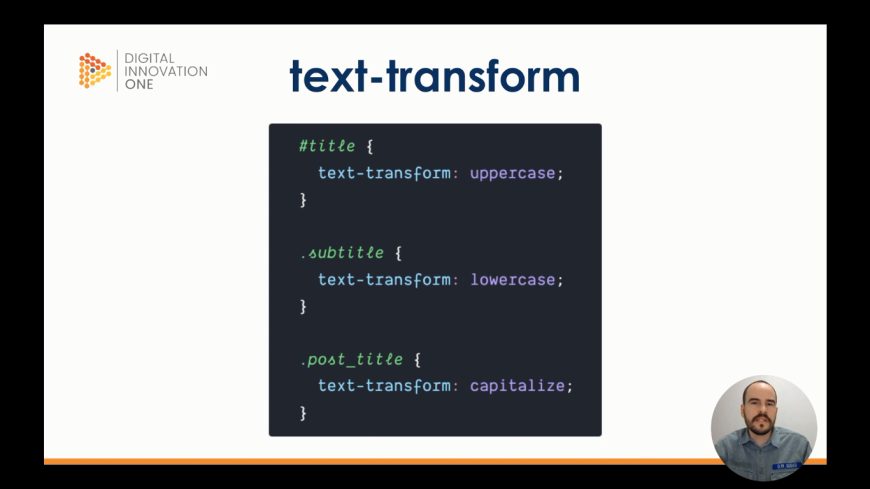 DIGITAL
INNOVATION
ONE
text-transform
#title {
  text-transform: uppercase;
}
.subtitle {
  text-transform: lowercase;
}
.post_title {
  text-transform: capitalize;
}